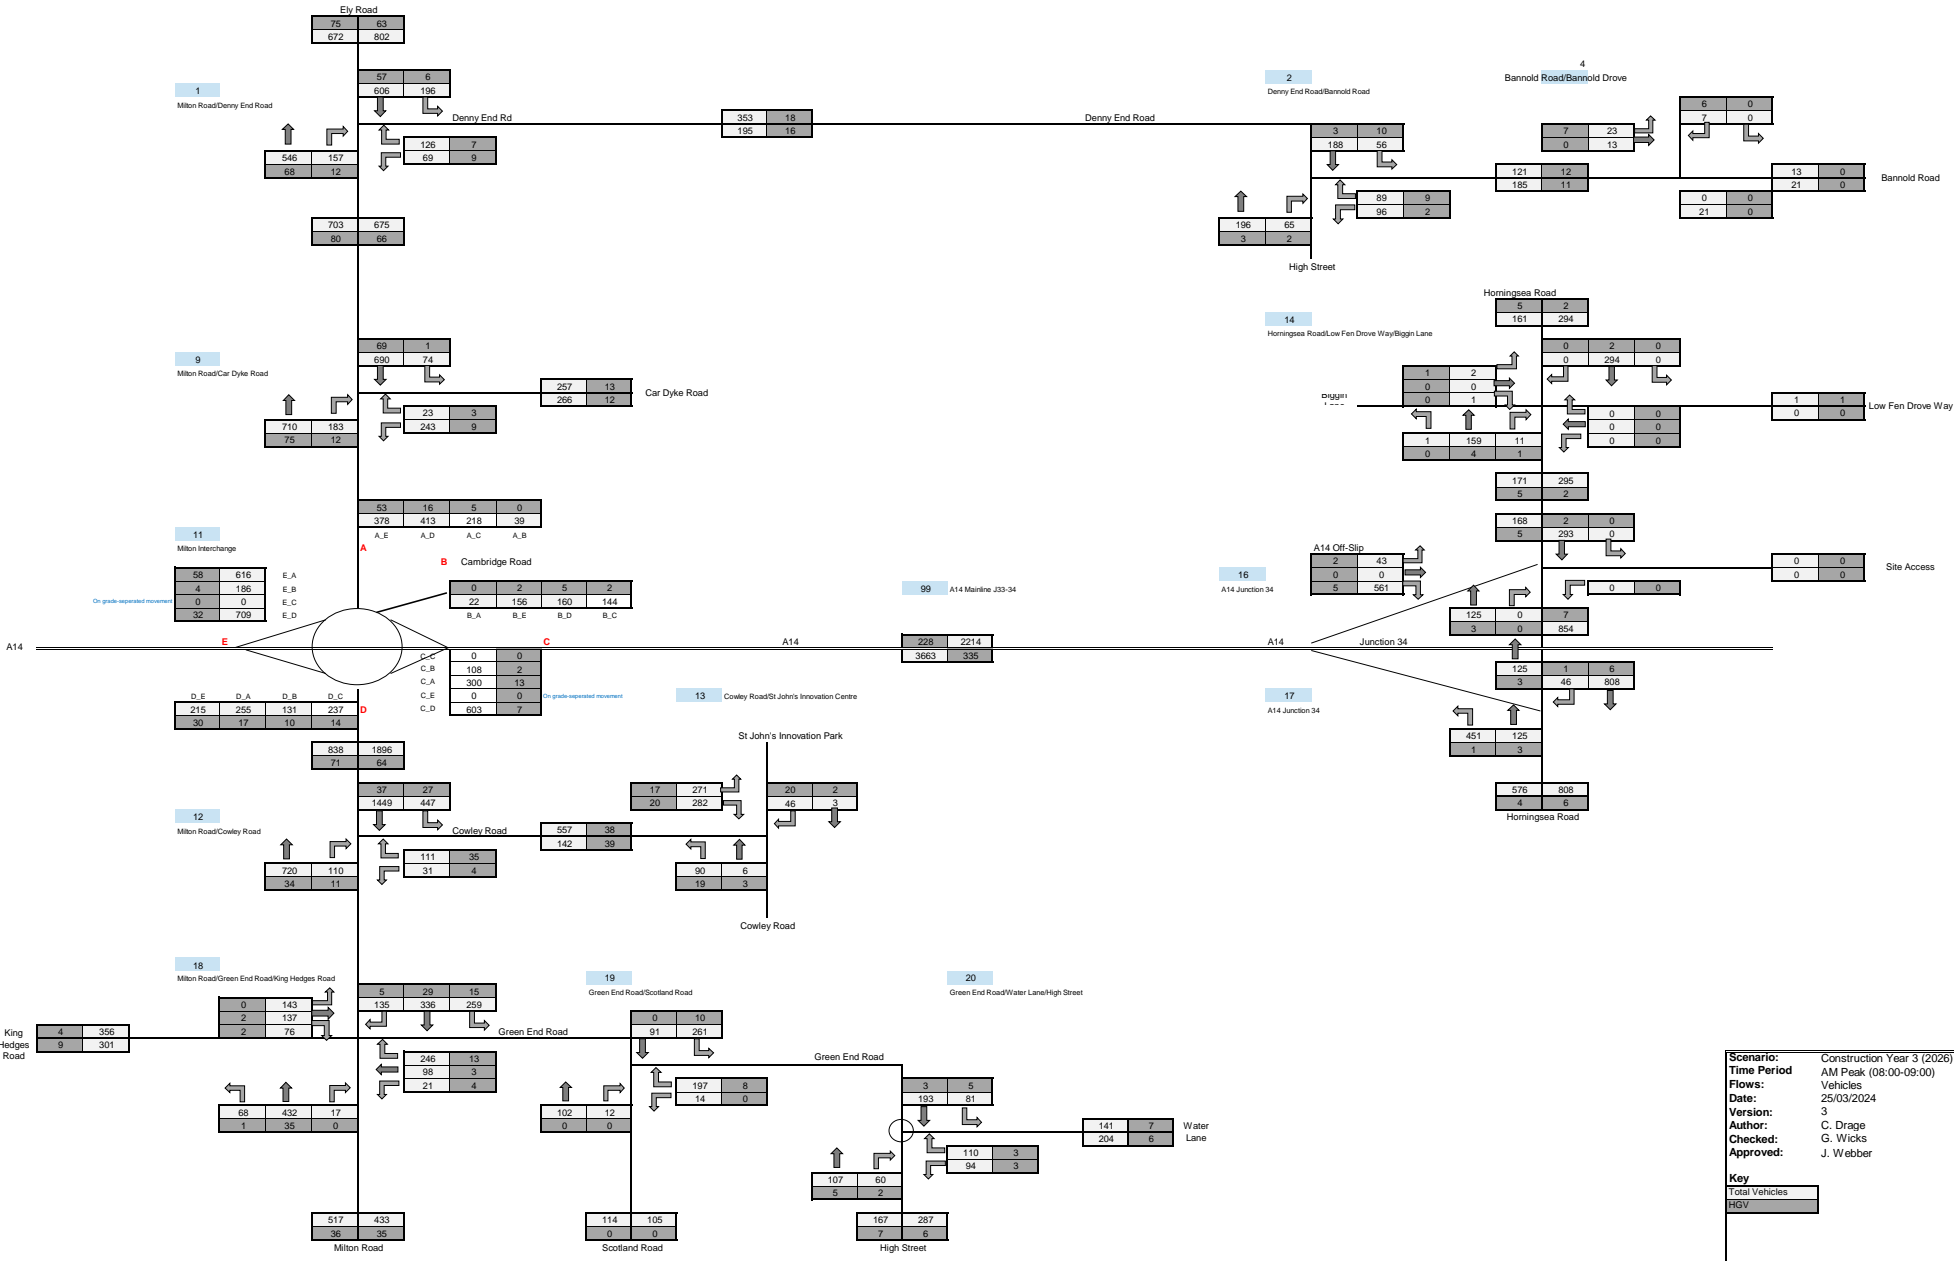 Ely Road
75 63
672 802
57 6
606 196
1
Milton Road/Denny End Road
546 157
68 12
Denny End Rd
126 7
69 9
353 18
195 16
Denny End Road
2
Denny End Road/Bannold Road
3 10
188 56
196 65
3 2
89 9
96 2
High Street
4
Bannold Road/Bannold Drove
7 23
0 13
6 0
7 0
121 12
185 11
0 0
21 0
13 0
21 0
Bannold Road
703 675
80 66
9
Milton Road/Car Dyke Road
69 1
690 74
710 183
75 12
23 3
243 9
257 13
266 12
Car Dyke Road
Horningsea Road
5 2
161 294
14
Horningsea Road/Low Fen Drove Way/Biggin Lane
0 2 0
0 294 0
1 2
0 0
0 1
Biggin
1 159 11
0 4 1
0 0
0 0
0 0
1 1
0 0
Low Fen Drove Way
171 295
5 2
53 16 5 0
378 413 218 39
A_E A_D A_C A_B
11
Milton Interchange
A
B Cambridge Road
58 616 E_A
4 186 E_B
0 0 E_C
32 709 E_D
On grade-seperated movement
0 2 5 2
22 156 160 144
B_A B_E B_D B_C
99 A14 Mainline J33-34
228 2214
3663 335
A14
E
C
A14
A14
Junction 34
C_C 0 0
C_B 108 2
C_A 300 13
C_E 0 0
C_D 603 7
On grade-seperated movement
D_E D_A D_B D_C
215 255 131 237
30 17 10 14
D
168 2 0
5 293 0
A14 Off-Slip
2 43
0 0
5 561
16
A14 Junction 34
0 0
0 0
Site Access
0 0
125 0 7
3 0 854
125 1 6
3 46 808
17
A14 Junction 34
451 125
1 3
576 808
4 6
Horningsea Road
838 1896
71 64
12
Milton Road/Cowley Road
37 27
1449 447
720 110
34 11
Cowley Road
111 35
31 4
557 38
142 39
13 Cowley Road/St John's Innovation Centre
St John's Innovation Park
17 271
20 282
20 2
46 3
90 6
19 3
Cowley Road
18
Milton Road/Green End Road/King Hedges Road
0 143
2 137
2 76
5 29 15
135 336 259
King
Hedges
Road
4 356
9 301
Green End Road
246 13
98 3
21 4
68 432 17
1 35 0
517 433
36 35
Milton Road
19
Green End Road/Scotland Road
0 10
91 261
102 12
0 0
197 8
14 0
114 105
0 0
Scotland Road
Green End Road
20
Green End Road/Water Lane/High Street
3 5
193 81
107 60
5 2
110 3
94 3
141 7
204 6
Water
Lane
167 287
7 6
High Street
Scenario: Construction Year 3 (2026)
Time Period AM Peak (08:00-09:00)
Flows: Vehicles
Date: 25/03/2024
Version: 3
Author: C. Drage
Checked: G. Wicks
Approved: J. Webber
Key
Total Vehicles
HGV